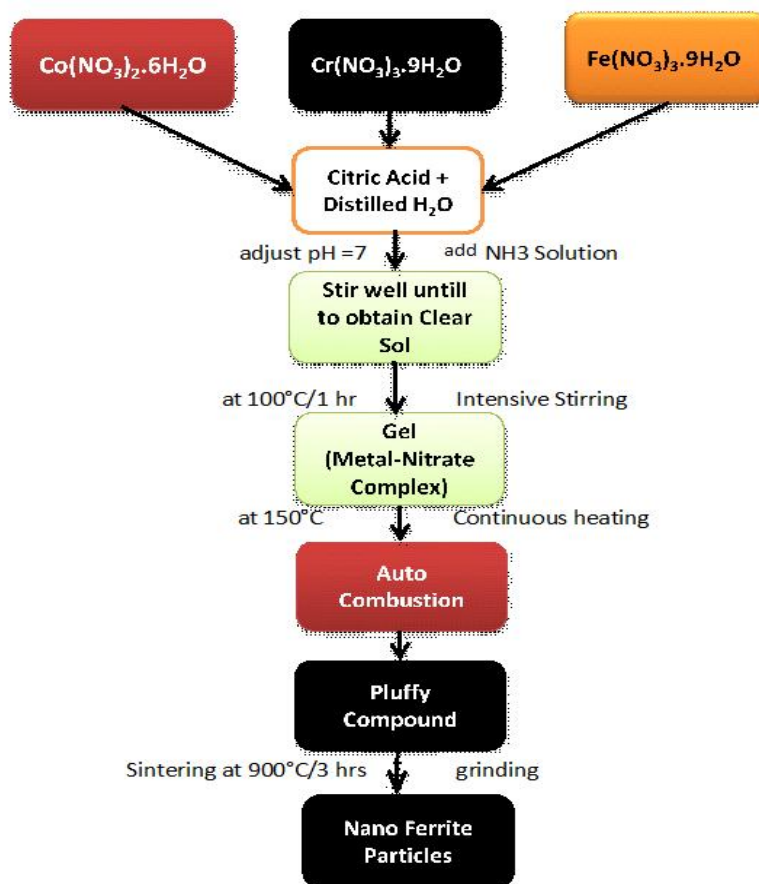 Co(NO₃)₂.6H₂O
Cr(NO₃)₃.9H₂O
Fe(NO₃)₃.9H₂O
Citric Acid +
Distilled H₂O
adjust pH =7
add NH3 Solution
Stir well untill
to obtain Clear
Sol
at 100°C/1 hr
Intensive Stirring
Gel
(Metal-Nitrate
Complex)
at 150°C
Continuous heating
Auto
Combustion
Pluffy
Compound
Sintering at 900°C/3 hrs
grinding
Nano Ferrite
Particles